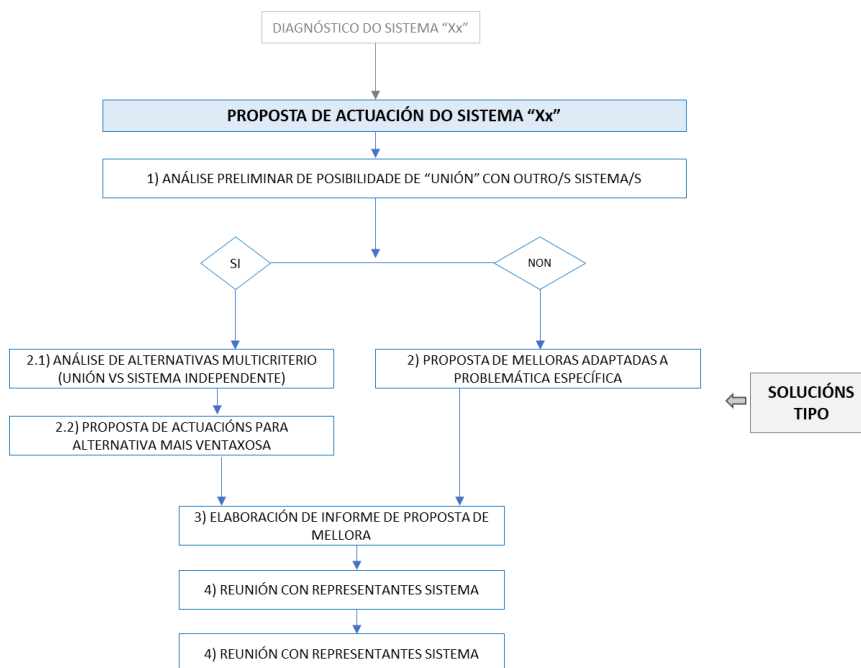 DIAGNÓSTICO DO SISTEMA “Xx”
PROPOSTA DE ACTUACIÓN DO SISTEMA “Xx”
1) ANÁLISE PRELIMINAR DE POSIBILIDADE DE “UNIÓN” CON OUTRO/S SISTEMA/S
SI
NON
2.1) ANÁLISE DE ALTERNATIVAS MULTICRITERIO
(UNIÓN VS SISTEMA INDEPENDENTE)
2) PROPOSTA DE MELLORAS ADAPTADAS A
PROBLEMÁTICA ESPECÍFICA
SOLUCIÓNS
TIPO
2.2) PROPOSTA DE ACTUACIÓNS PARA
ALTERNATIVA MAIS VENTAXOSA
3) ELABORACIÓN DE INFORME DE PROPOSTA DE
MELLORA
4) REUNIÓN CON REPRESENTANTES SISTEMA
4) REUNIÓN CON REPRESENTANTES SISTEMA